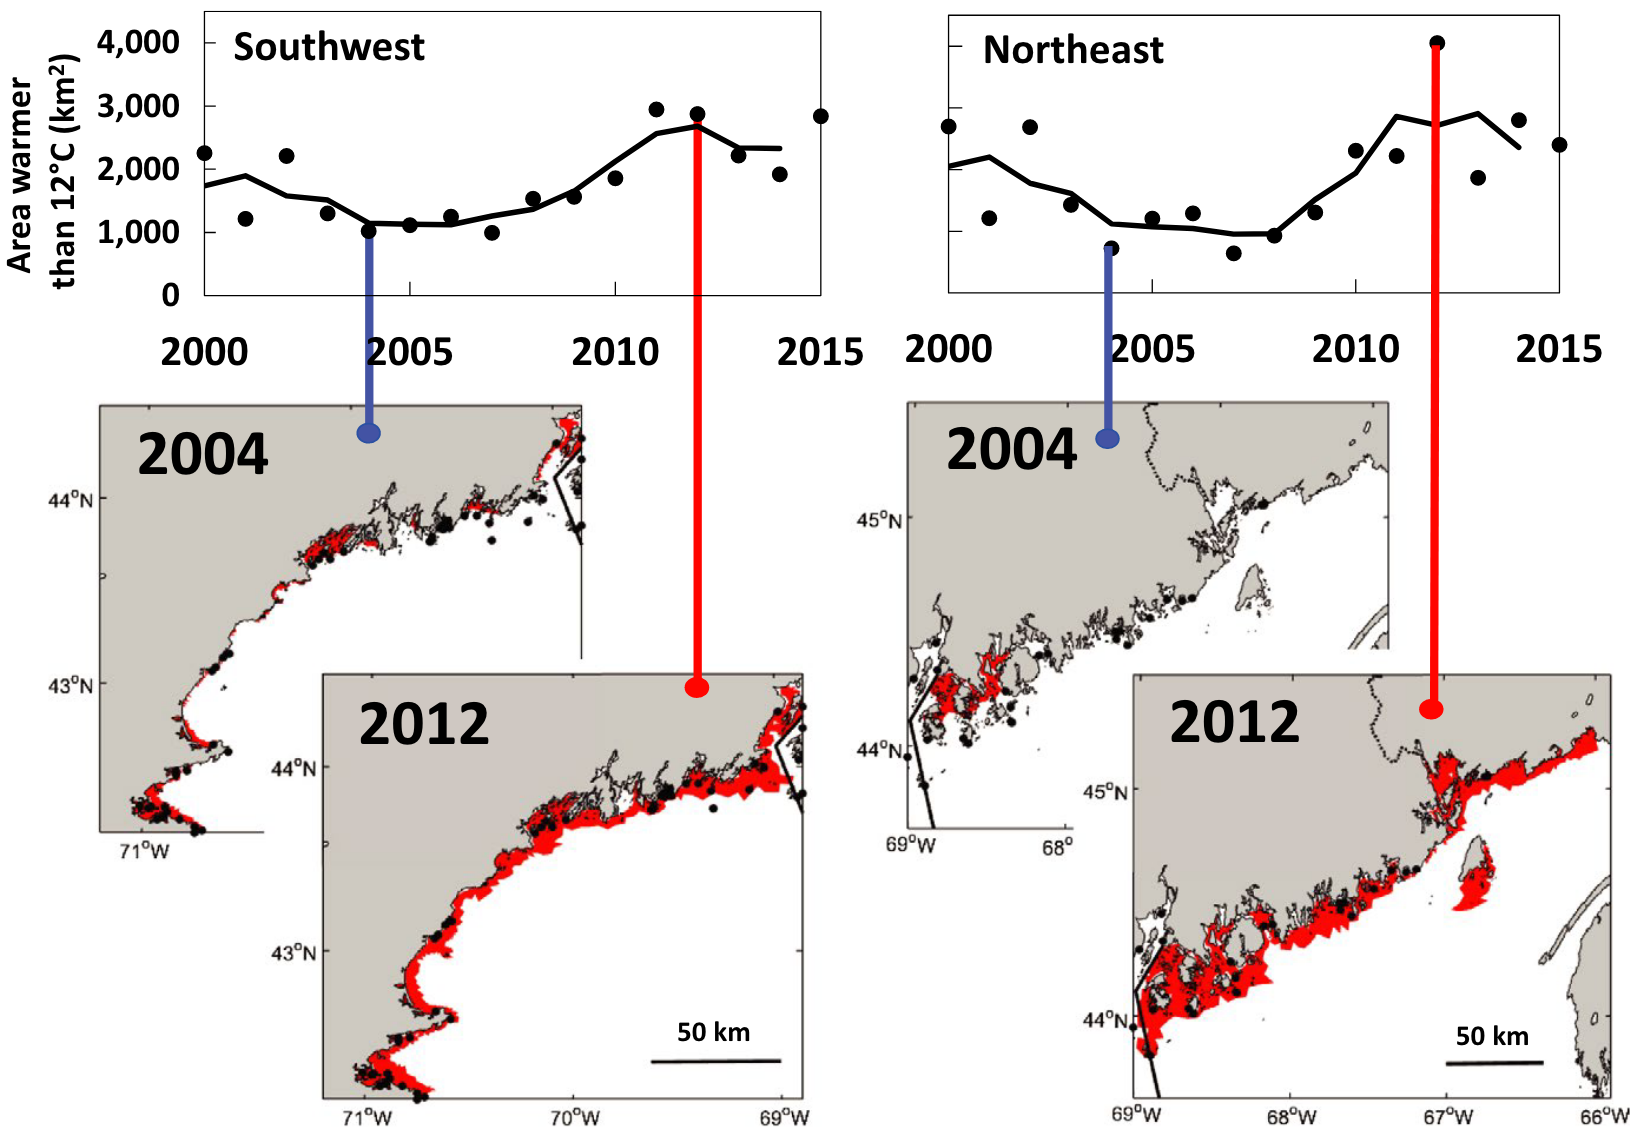 Southwest
Northeast
Area warmer
than 12°C (km²)
4,000
3,000
2,000
1,000
0
2000
2005
2010
2015
2000
2005
2010
2015
2004
44°N
43°N
71°W
2012
44°N
43°N
50 km
71°W
70°W
69°W
2004
45°N
44°N
69°W
68°
2012
45°N
44°N
50 km
69°W
68°W
67°W
66°W